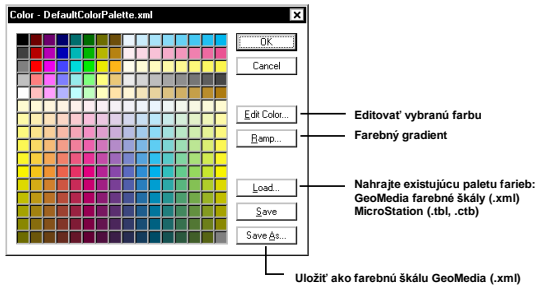 Color - DefaultColorPalette.xml
OK
Cancel
Edit Color...
Editovať vybranú farbu
Ramp...
Farebný gradient
Load...
Nahrajte existujúcu paletu farieb:
GeoMedia farebné škály (.xml)
MicroStation (.tbl, .ctb)
Save
Save As...
Uložiť ako farebnú škálu GeoMedia (.xml)